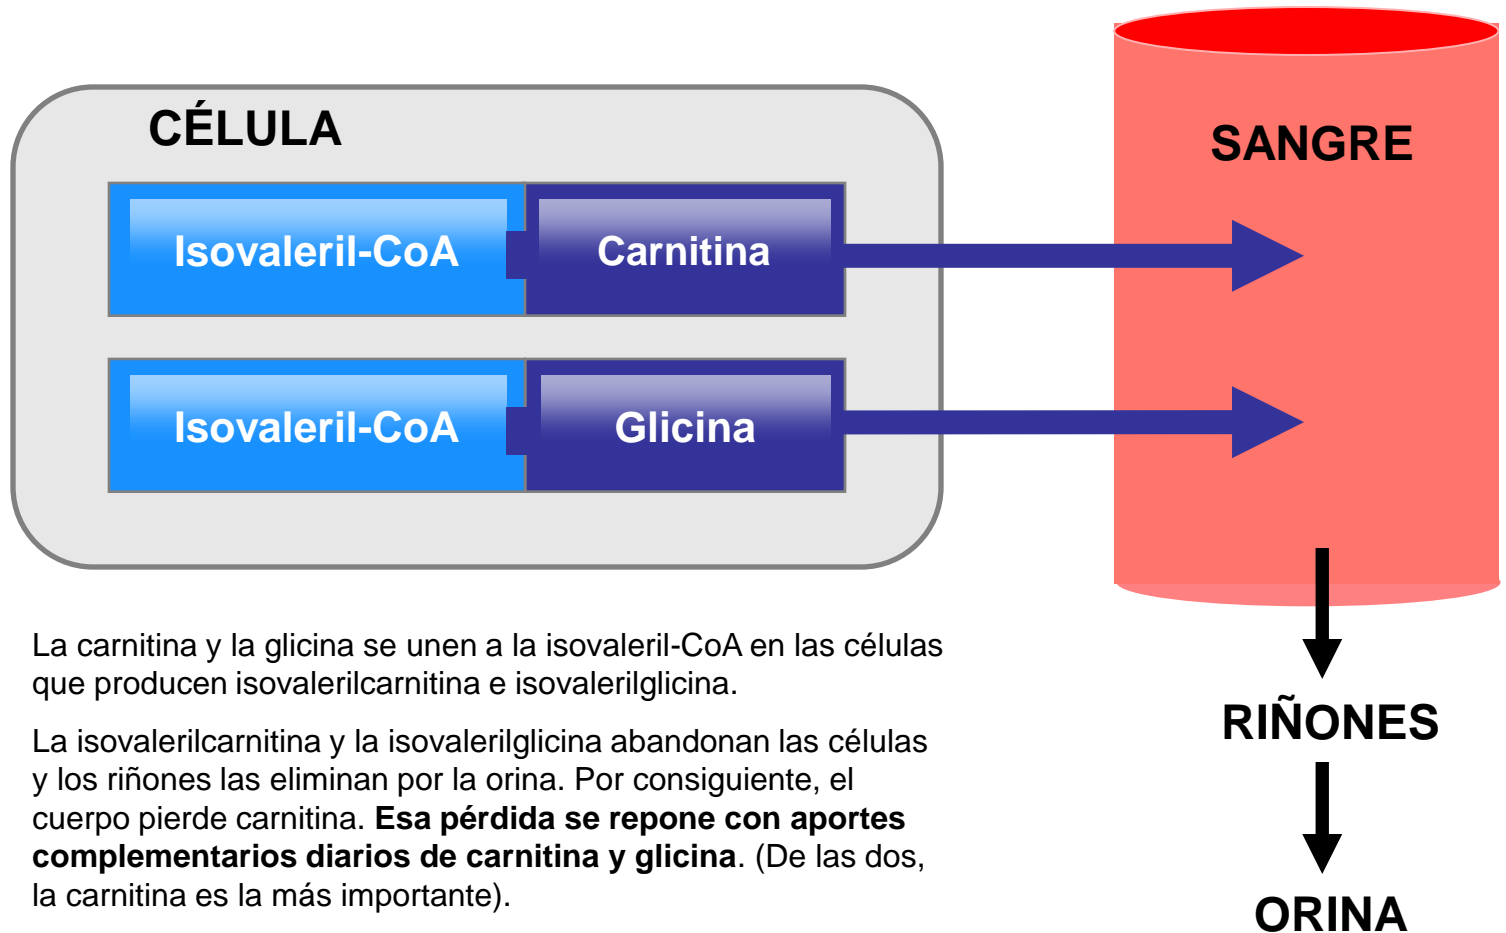 CÉLULA
SANGRE
Isovaleril-CoA
Carnitina
Isovaleril-CoA
Glicina
La carnitina y la glicina se unen a la isovaleril-CoA en las células
que producen isovalerilcarnitina e isovalerilglicina.
La isovalerilcarnitina y la isovalerilglicina abandonan las células
y los riñones las eliminan por la orina. Por consiguiente, el
cuerpo pierde carnitina. Esa pérdida se repone con aportes
complementarios diarios de carnitina y glicina. (De las dos,
la carnitina es la más importante).
RIÑONES
ORINA